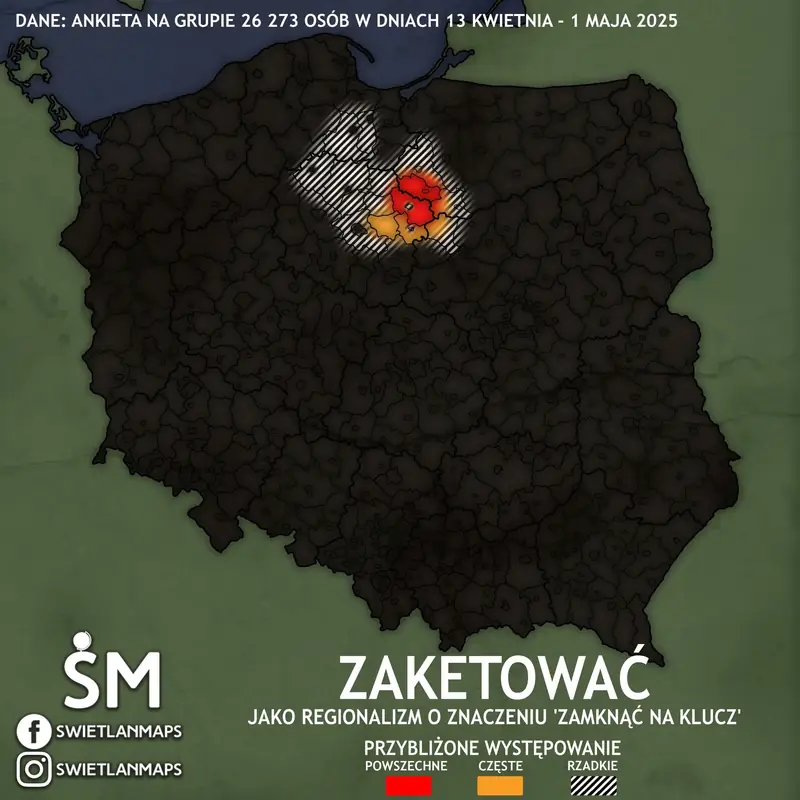 DANE: ANKIETA NA GRUPIE 26 273 OSÓB W DNIACH 13 KWIETNIA - 1 MAJA 2025
ŚM
SWIETLANMAPS
SWIETLANMAPS
ZAKETOWAĆ
JAKO REGIONALIZM O ZNACZENIU 'ZAMKNĄĆ NA KLUCZ'
PRZYBLIŻONE WYSTĘPOWANIE
POWSZECHNE CZĘSTE RZADKIE